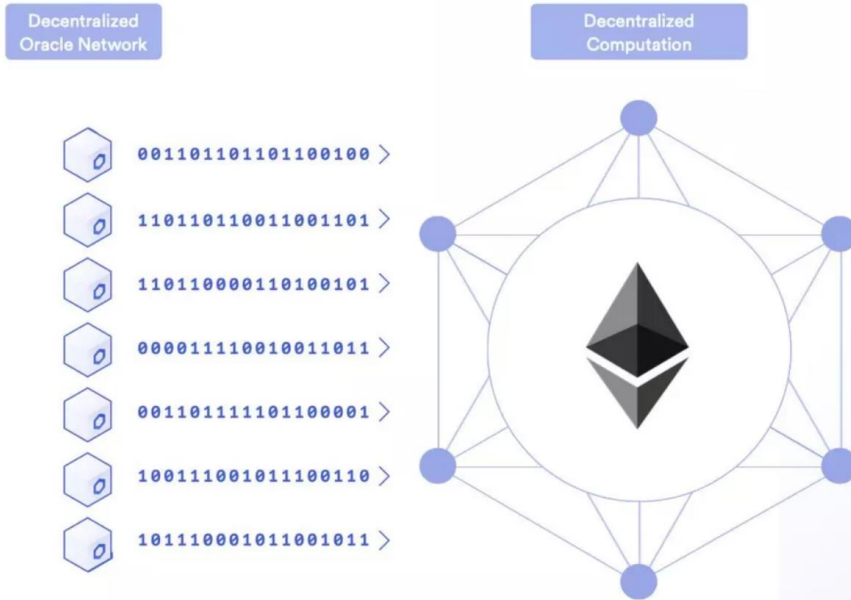 Decentralized
Oracle Network
Decentralized
Computation
001101101101100100
110110110011001101
110110000110100101
000011110010011011
001101111101100001
100111001011100110
101110001011001011